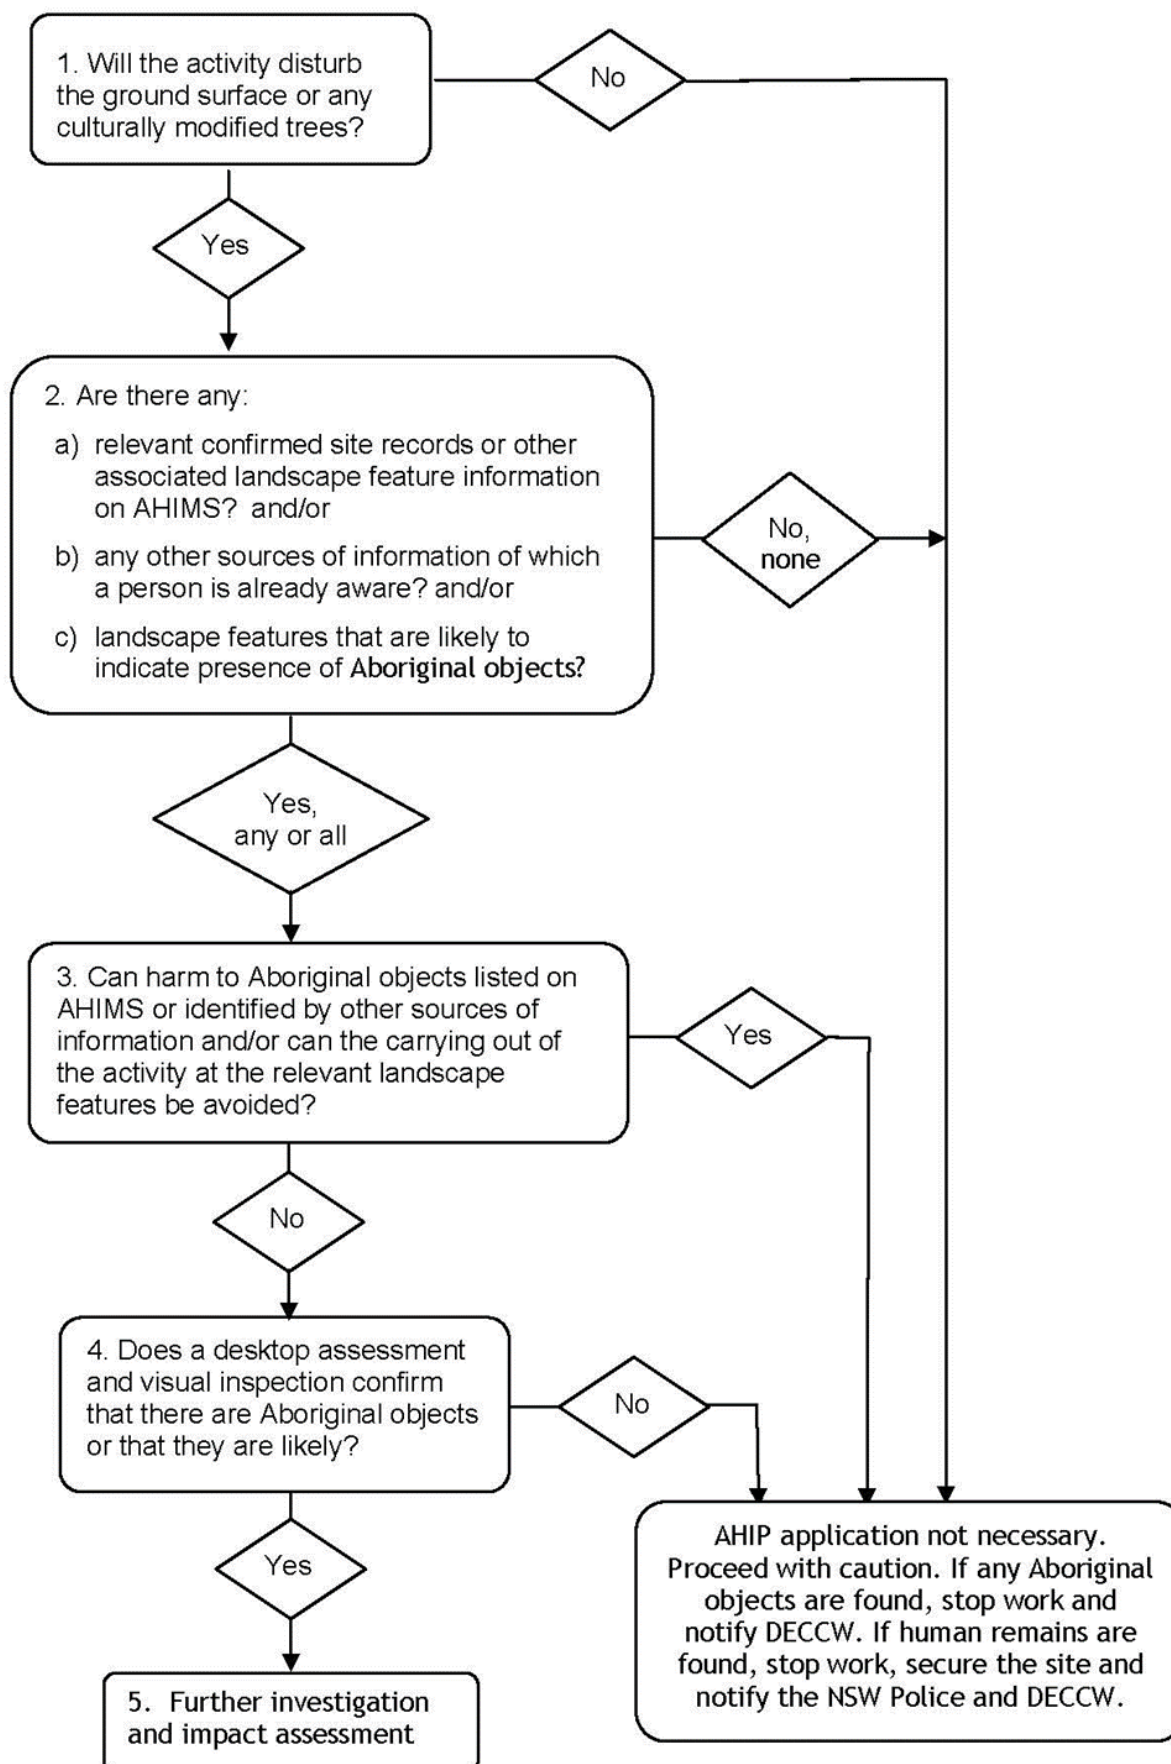 1. Will the activity disturb
the ground surface or any
culturally modified trees?
No
Yes
2. Are there any:
a) relevant confirmed site records or other
associated landscape feature information
on AHIMS? and/or
b) any other sources of information of which
a person is already aware? and/or
c) landscape features that are likely to
indicate presence of Aboriginal objects?
No,
none
Yes,
any or all
3. Can harm to Aboriginal objects listed on
AHIMS or identified by other sources of
information and/or can the carrying out of
the activity at the relevant landscape
features be avoided?
Yes
No
4. Does a desktop assessment
and visual inspection confirm
that there are Aboriginal objects
or that they are likely?
No
Yes
AHIP application not necessary.
Proceed with caution. If any Aboriginal
objects are found, stop work and
notify DECCW. If human remains are
found, stop work, secure the site and
notify the NSW Police and DECCW.
5. Further investigation
and impact assessment